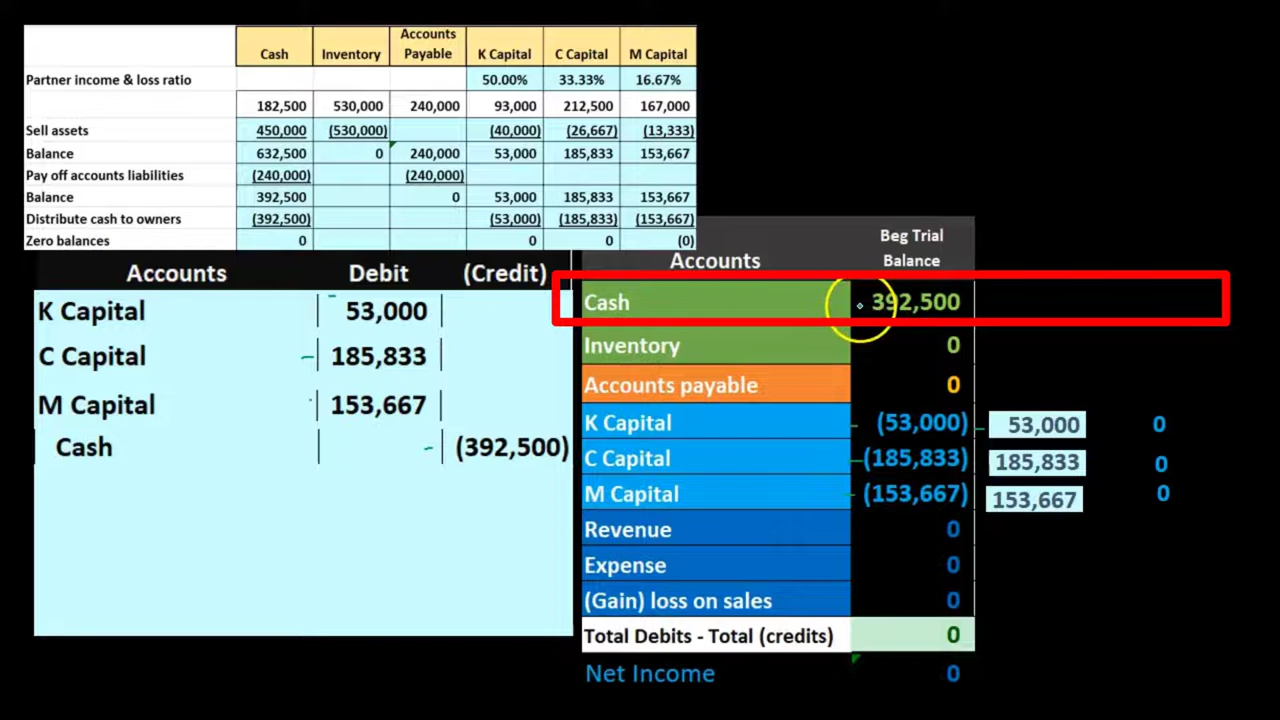 Cash Inventory Accounts Payable K Capital C Capital M Capital
Partner income & loss ratio 50.00% 33.33% 16.67%
182,500 530,000 240,000 93,000 212,500 167,000
Sell assets 450,000 (530,000) (40,000) (26,667) (13,333)
Balance 632,500 0 240,000 53,000 185,833 153,667
Pay off accounts liabilities (240,000) (240,000)
Balance 392,500 0 53,000 185,833 153,667
Distribute cash to owners (392,500) (53,000) (185,833) (153,667)
Zero balances 0 0 0 (0)
Accounts Debit (Credit)
K Capital 53,000
C Capital 185,833
M Capital 153,667
Cash (392,500)
Accounts Beg Trial Balance
Cash 392,500
Inventory 0
Accounts payable 0
K Capital (53,000) 53,000 0
C Capital (185,833) 185,833 0
M Capital (153,667) 153,667 0
Revenue 0
Expense 0
(Gain) loss on sales 0
Total Debits - Total (credits) 0
Net Income 0